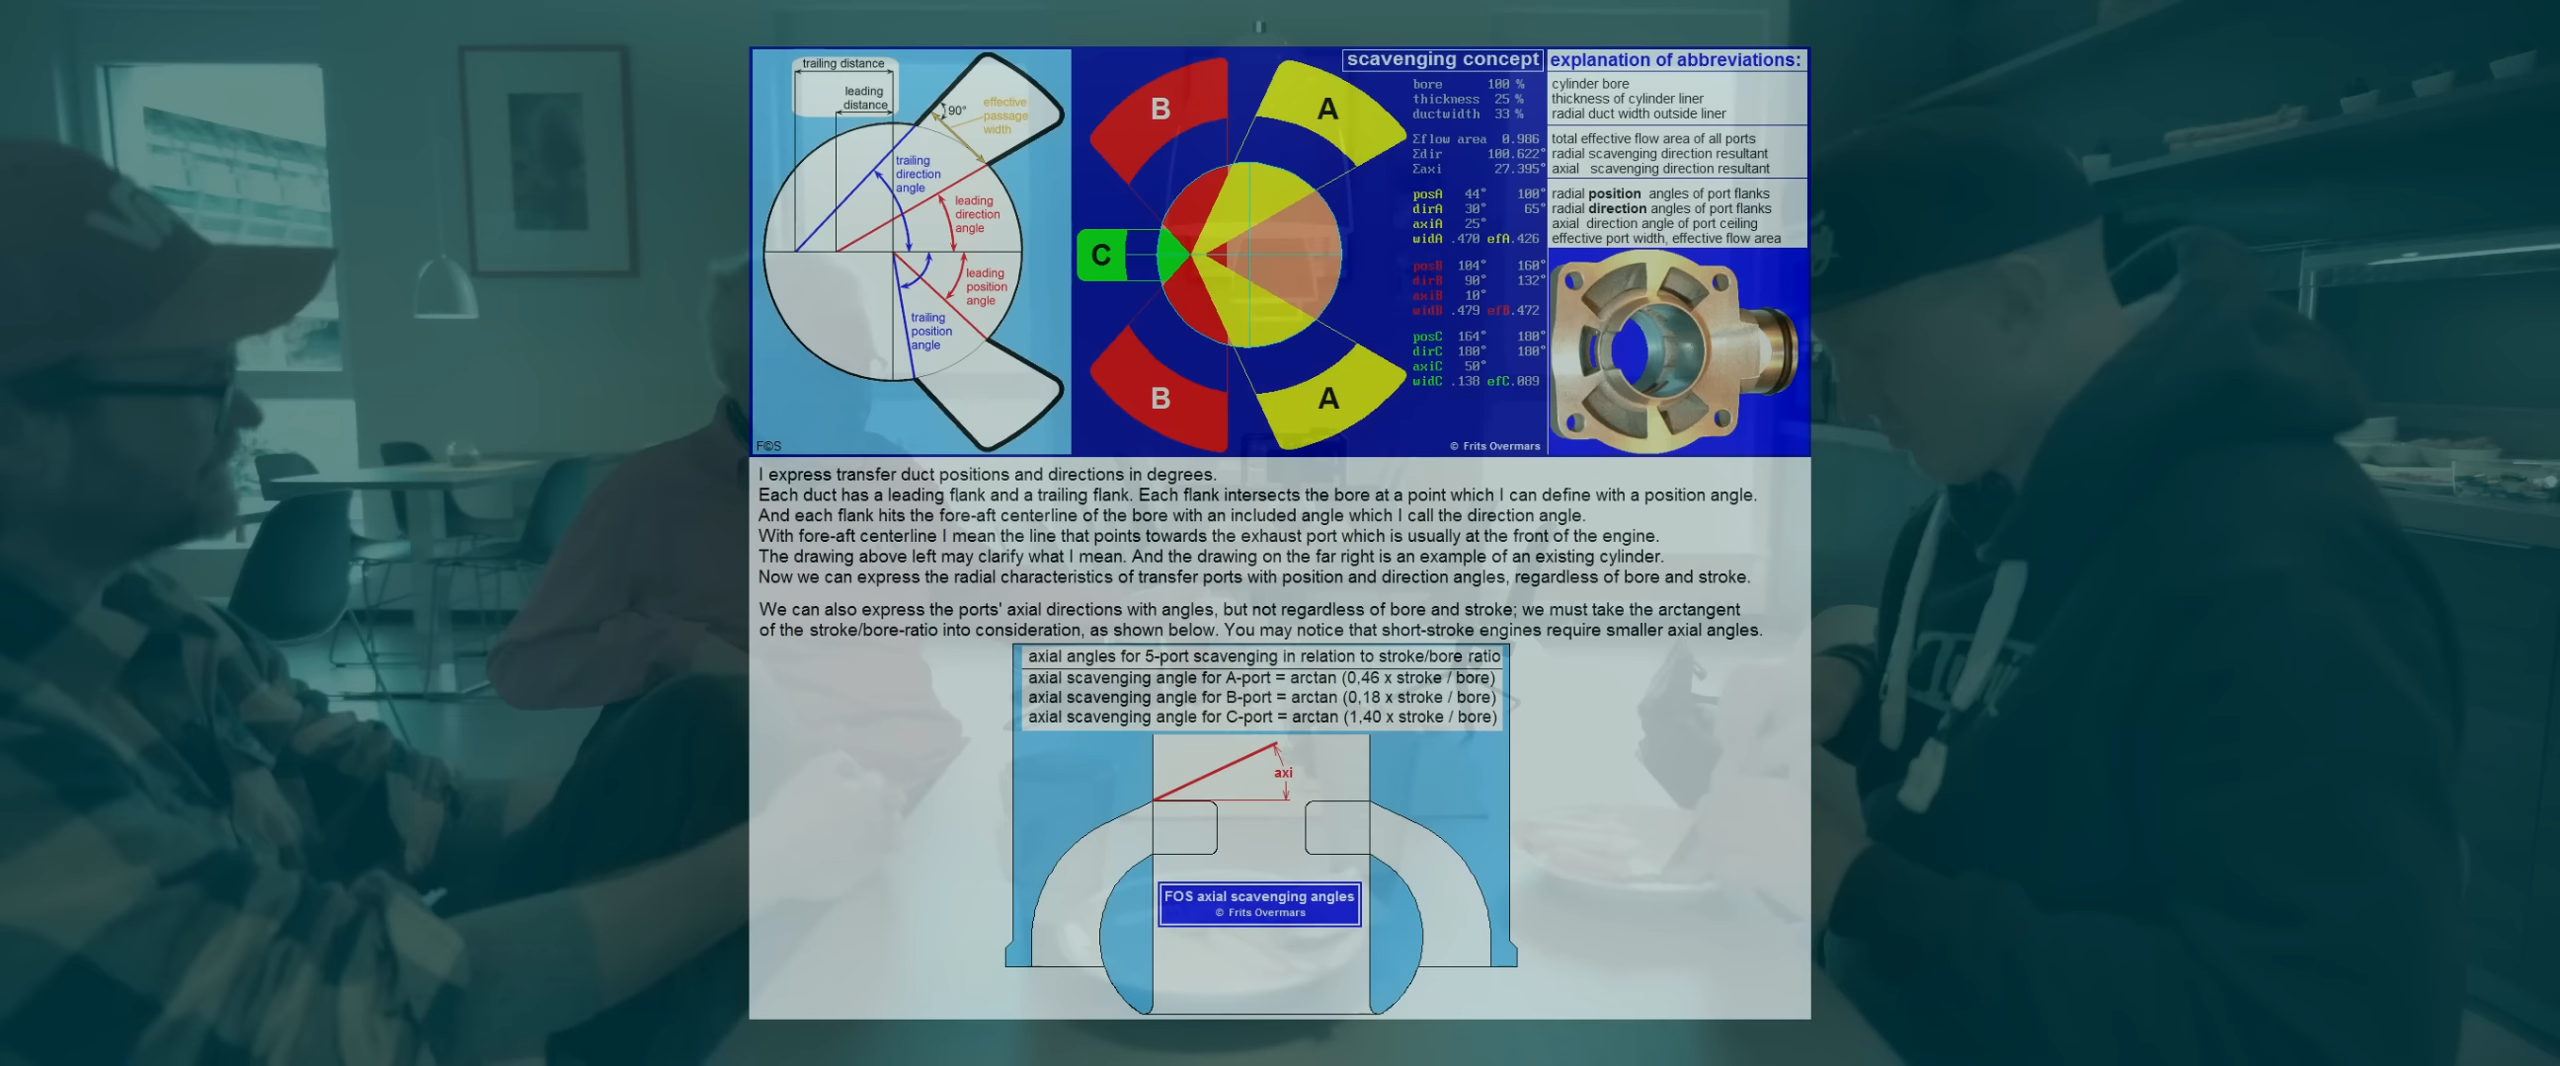 trailing distance
leading
distance
90°
effective
passage
width
trailing
direction
angle
leading
direction
angle
leading
position
angle
trailing
position
angle
F©S
B
A
C
B
A
scavenging concept
bore 100 %
thickness 25 %
ductwidth 33 %
Σflow area 0.986
Σdir 100.622°
Σaxi 27.395°
posA 44° 100°
dirA 30° 65°
axiA 25°
widA .470 efA.426
posB 104° 160°
dirB 90° 132°
axiB 10°
widB .479 efB.472
posC 164° 180°
dirC 180° 180°
axiC 50°
widC .138 efC.089
© Frits Overmars
explanation of abbreviations:
cylinder bore
thickness of cylinder liner
radial duct width outside liner
total effective flow area of all ports
radial scavenging direction resultant
axial scavenging direction resultant
radial position angles of port flanks
radial direction angles of port flanks
axial direction angle of port ceiling
effective port width, effective flow area
I express transfer duct positions and directions in degrees.
Each duct has a leading flank and a trailing flank. Each flank intersects the bore at a point which I can define with a position angle.
And each flank hits the fore-aft centerline of the bore with an included angle which I call the direction angle.
With fore-aft centerline I mean the line that points towards the exhaust port which is usually at the front of the engine.
The drawing above left may clarify what I mean. And the drawing on the far right is an example of an existing cylinder.
Now we can express the radial characteristics of transfer ports with position and direction angles, regardless of bore and stroke.
We can also express the ports' axial directions with angles, but not regardless of bore and stroke; we must take the arctangent
of the stroke/bore-ratio into consideration, as shown below. You may notice that short-stroke engines require smaller axial angles.
axial angles for 5-port scavenging in relation to stroke/bore ratio
axial scavenging angle for A-port = arctan (0,46 x stroke / bore)
axial scavenging angle for B-port = arctan (0,18 x stroke / bore)
axial scavenging angle for C-port = arctan (1,40 x stroke / bore)
axi
FOS axial scavenging angles
© Frits Overmars